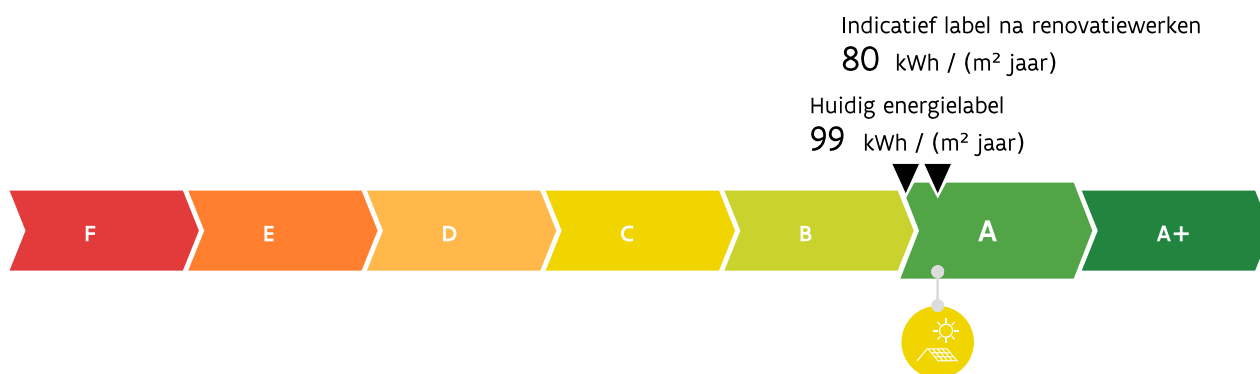 Indicatief label na renovatiewerken
80 kWh / (m² jaar)
Huidig energielabel
99 kWh / (m² jaar)
F E D C B A A+